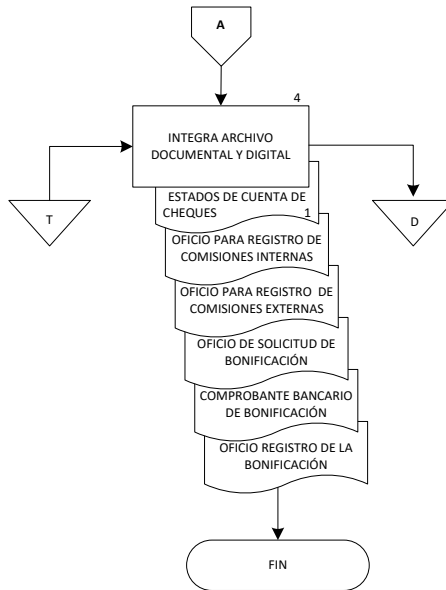 A
4
INTEGRA ARCHIVO
DOCUMENTAL Y DIGITAL
T
D
ESTADOS DE CUENTA DE
CHEQUES
1
OFICIO PARA REGISTRO DE
COMISIONES INTERNAS
OFICIO PARA REGISTRO DE
COMISIONES EXTERNAS
OFICIO DE SOLICITUD DE
BONIFICACIÓN
COMPROBANTE BANCARIO
DE BONIFICACIÓN
OFICIO REGISTRO DE LA
BONIFICACIÓN
FIN